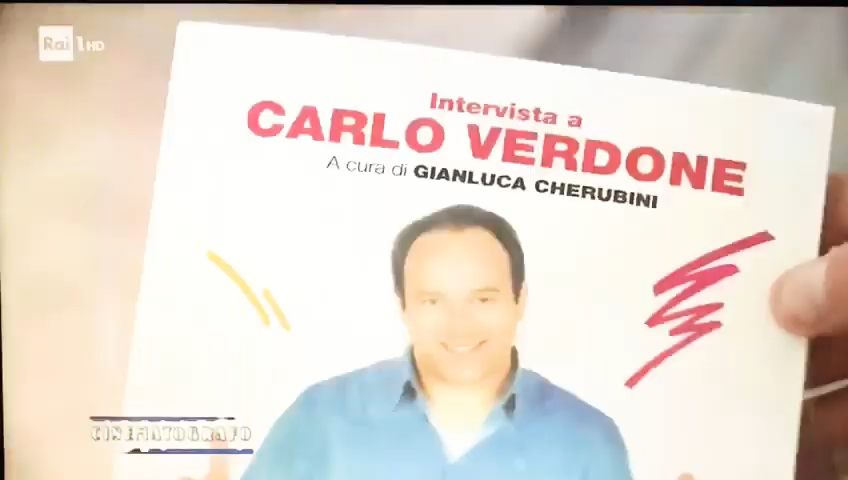 Rai 1 HD
Intervista a
CARLO VERDONE
A cura di GIANLUCA CHERUBINI
CINEMATOGRAFO